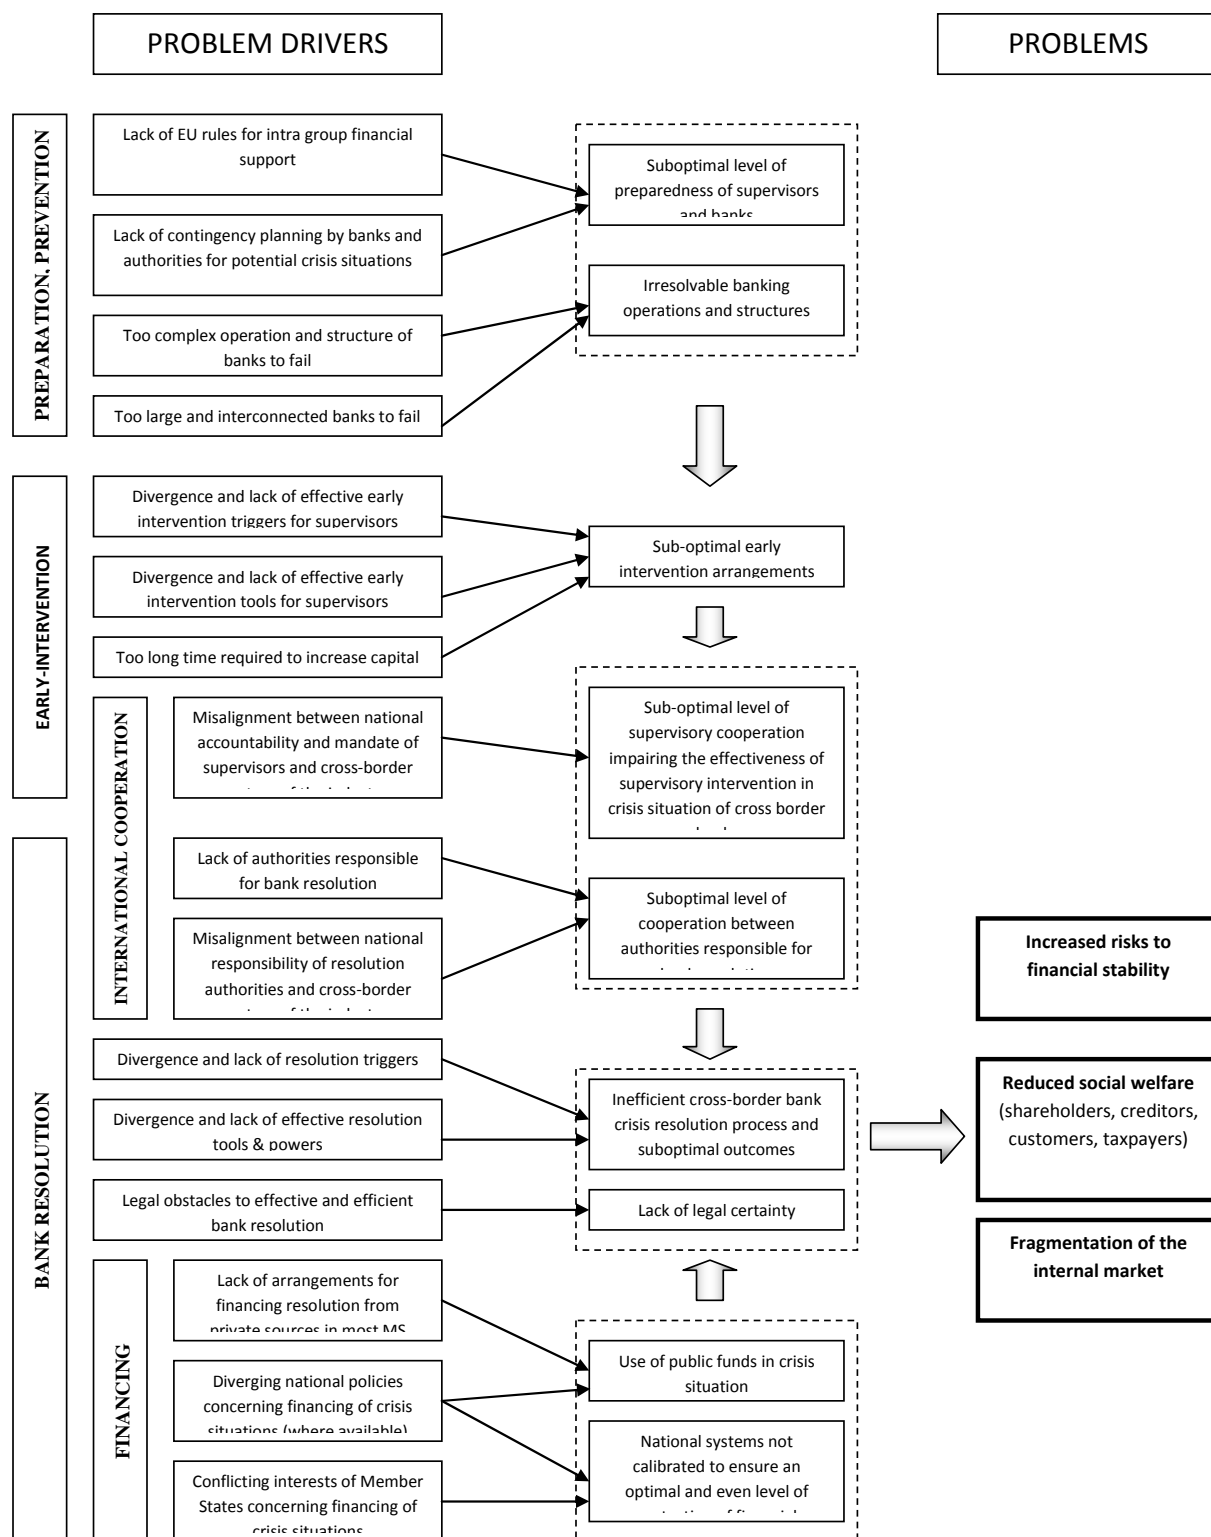 PROBLEM DRIVERS
PROBLEMS
PREPARATION, PREVENTION
Lack of EU rules for intra group financial
support
Lack of contingency planning by banks and
authorities for potential crisis situations
Too complex operation and structure of
banks to fail
Too large and interconnected banks to fail
Suboptimal level of
preparedness of supervisors
and banks
Irresolvable banking
operations and structures
EARLY-INTERVENTION
Divergence and lack of effective early
intervention triggers for supervisors
Divergence and lack of effective early
intervention tools for supervisors
Too long time required to increase capital
Sub-optimal early
intervention arrangements
INTERNATIONAL COOPERATION
Misalignment between national
accountability and mandate of
supervisors and cross-border
Sub-optimal level of
supervisory cooperation
impairing the effectiveness of
supervisory intervention in
crisis situation of cross border
BANK RESOLUTION
Lack of authorities responsible
for bank resolution
Misalignment between national
responsibility of resolution
authorities and cross-border
Suboptimal level of
cooperation between
authorities responsible for
Increased risks to
financial stability
Divergence and lack of resolution triggers
Divergence and lack of effective resolution
tools & powers
Legal obstacles to effective and efficient
bank resolution
Inefficient cross-border bank
crisis resolution process and
suboptimal outcomes
Lack of legal certainty
Reduced social welfare
(shareholders, creditors,
customers, taxpayers)
Fragmentation of the
internal market
FINANCING
Lack of arrangements for
financing resolution from
private sources in most MS
Diverging national policies
concerning financing of crisis
situations (where available)
Conflicting interests of Member
States concerning financing of
crisis situations
Use of public funds in crisis
situation
National systems not
calibrated to ensure an
optimal and even level of